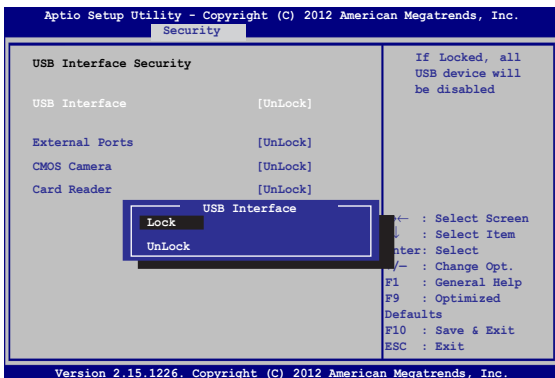 Aptio Setup Utility - Copyright (C) 2012 American Megatrends, Inc.
Security
USB Interface Security
USB Interface [UnLock]
External Ports [UnLock]
CMOS Camera [UnLock]
Card Reader [UnLock]
USB Interface
Lock
UnLock
If Locked, all
USB device will
be disabled
→← : Select Screen
↓ : Select Item
nter: Select
/— : Change Opt.
F1 : General Help
F9 : Optimized
Defaults
F10 : Save & Exit
ESC : Exit
Version 2.15.1226. Copyright (C) 2012 American Megatrends, Inc.